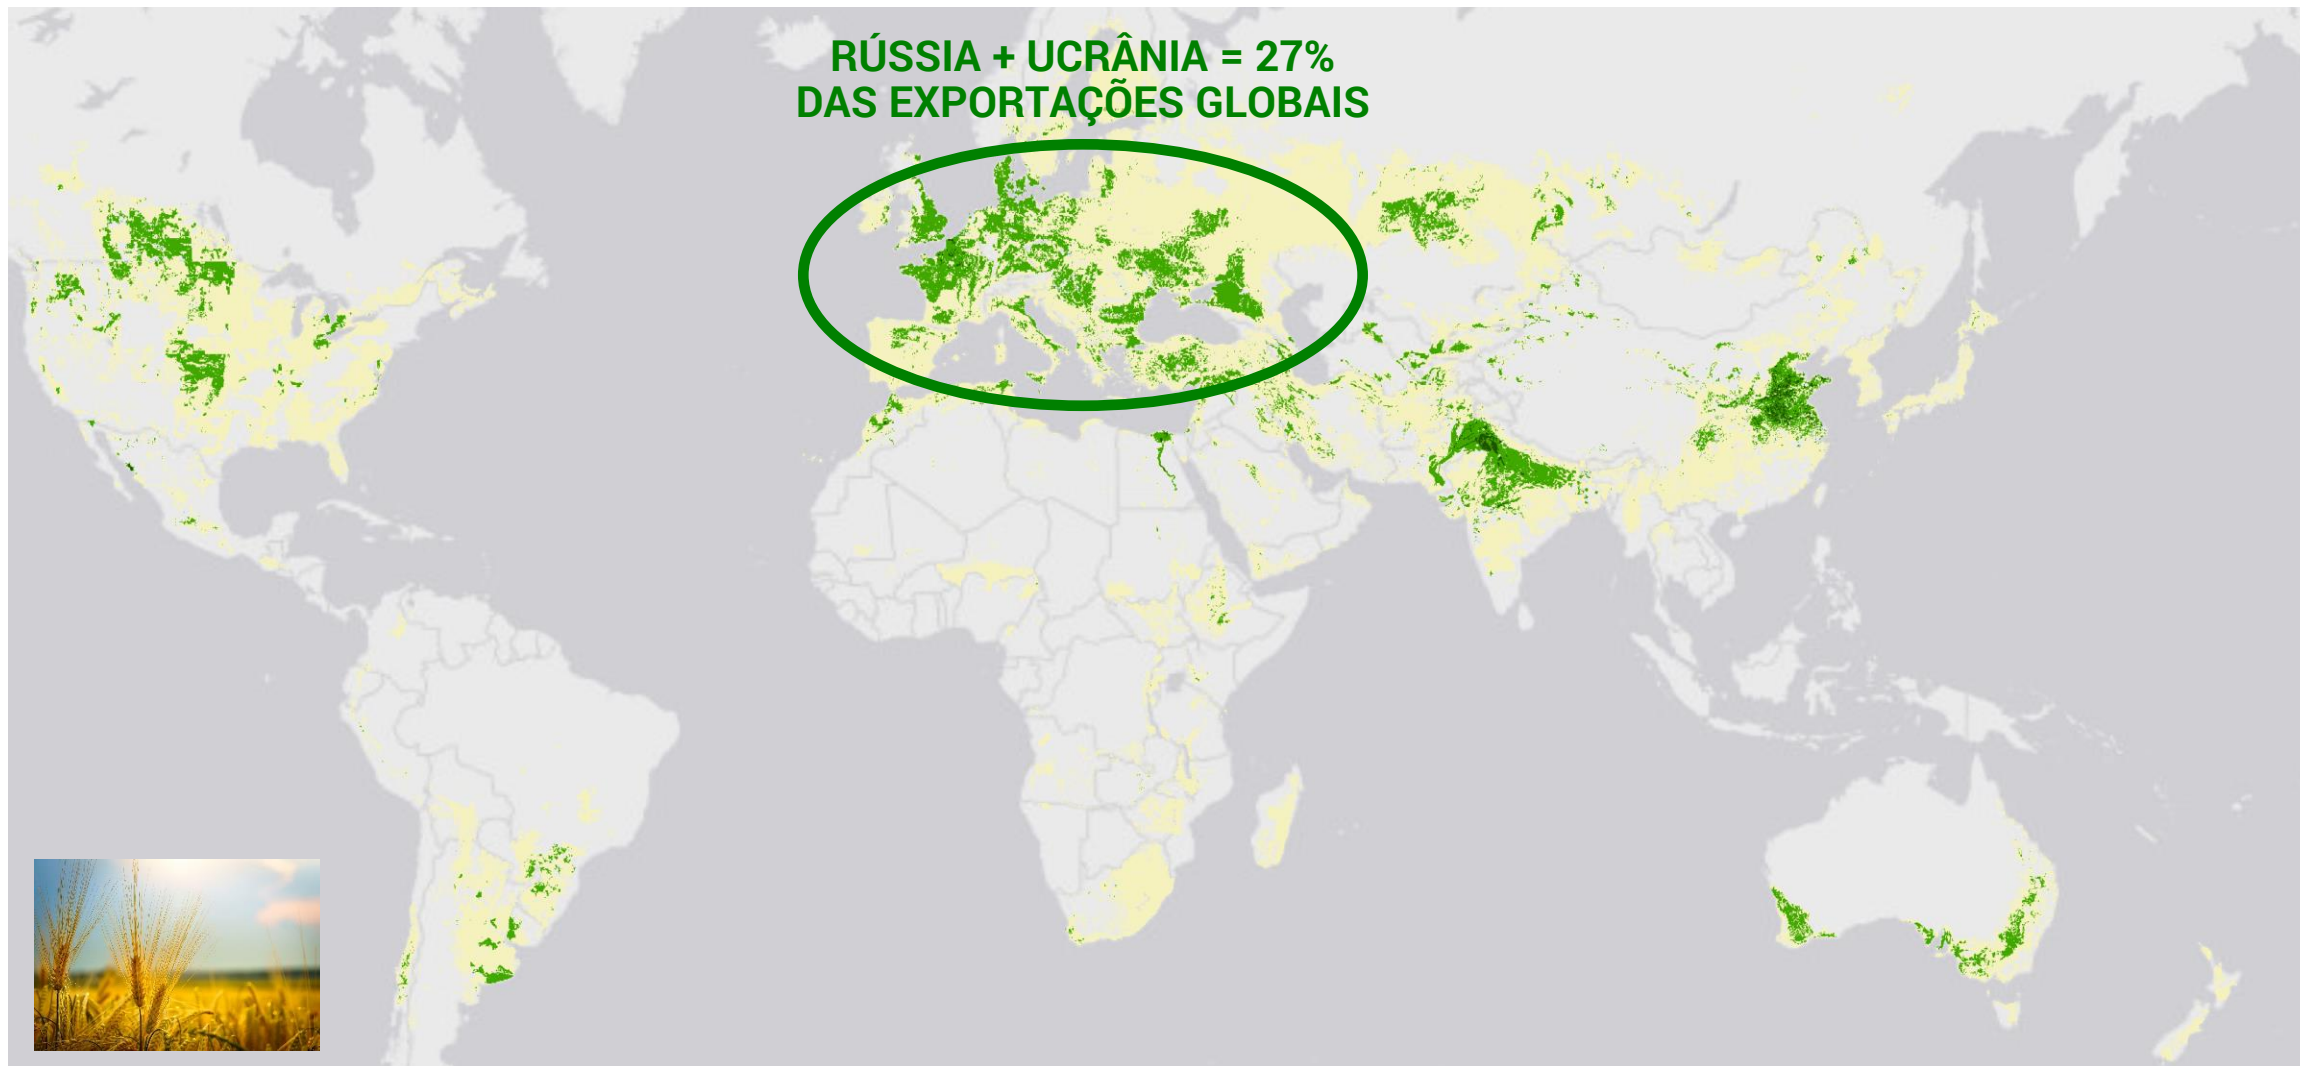 RÚSSIA + UCRÂNIA = 27%
DAS EXPORTAÇÕES GLOBAIS